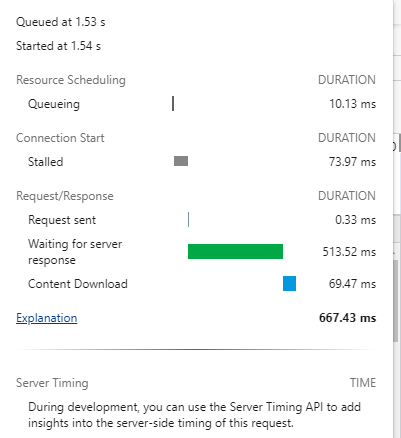 Queued at 1.53 s
Started at 1.54 s
Resource Scheduling DURATION
Queueing 10.13 ms
Connection Start DURATION
Stalled 73.97 ms
Request/Response DURATION
Request sent 0.33 ms
Waiting for server
response 513.52 ms
Content Download 69.47 ms
Explanation 667.43 ms
Server Timing TIME
During development, you can use the Server Timing API to add
insights into the server-side timing of this request.